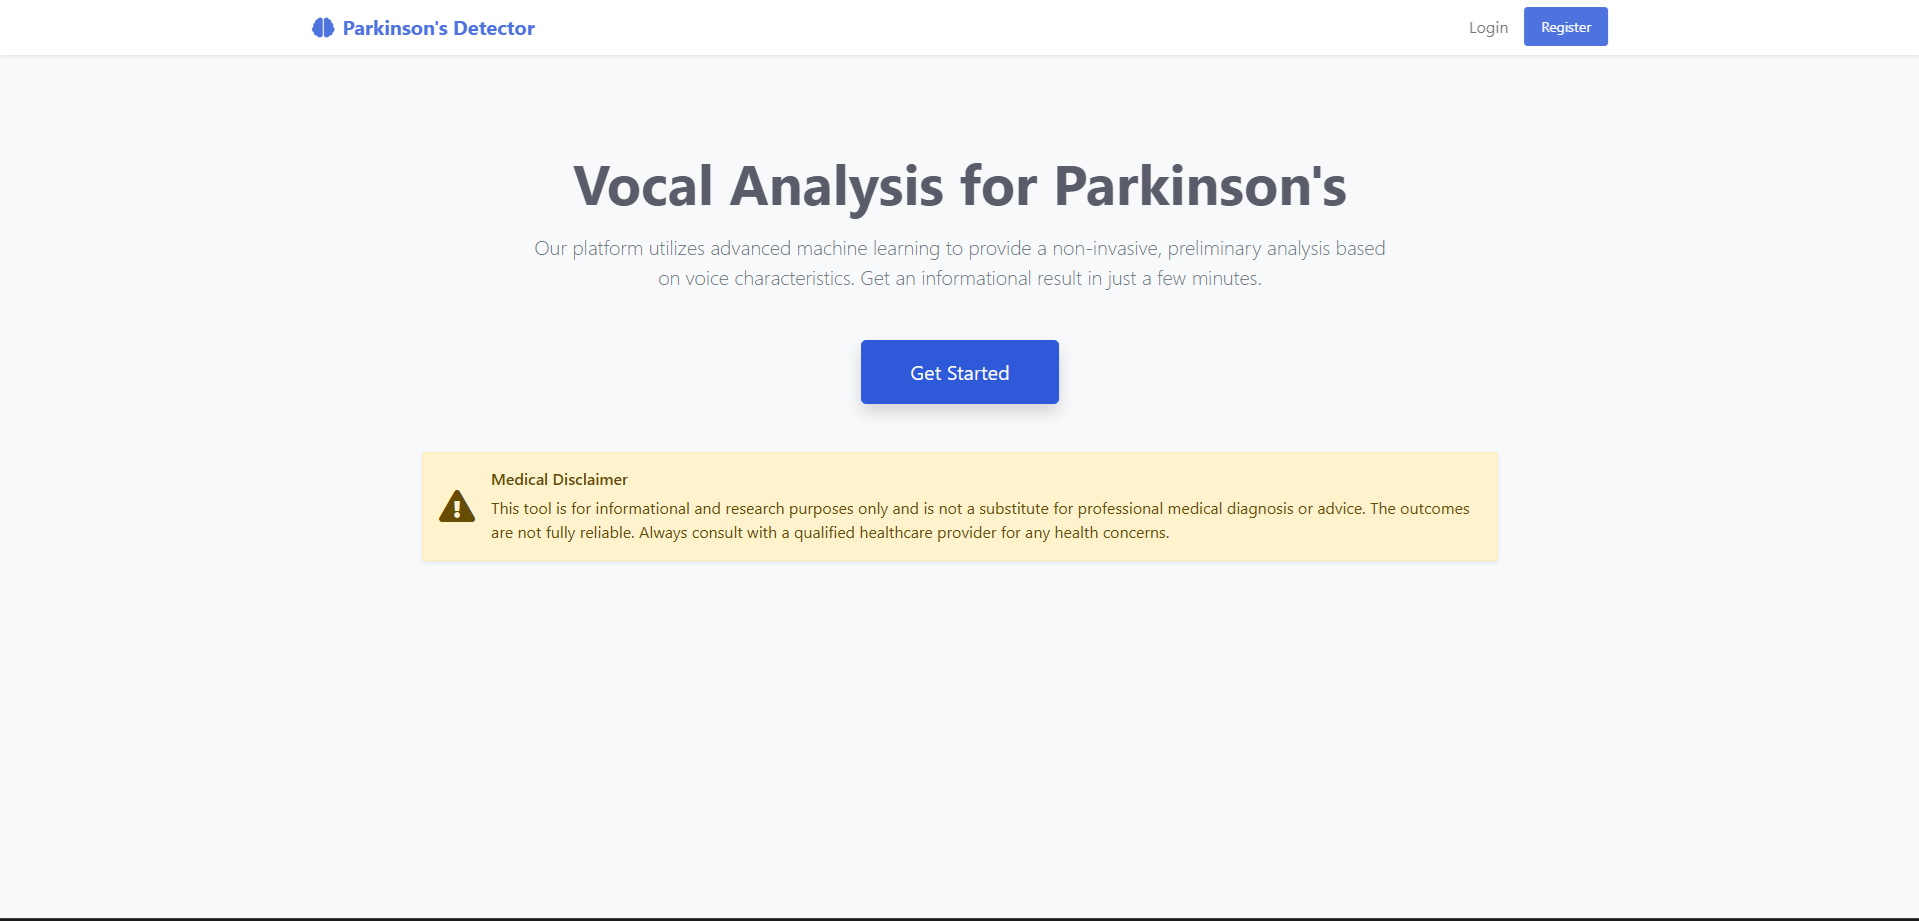 Parkinson's Detector
Login
Register
Vocal Analysis for Parkinson's
Our platform utilizes advanced machine learning to provide a non-invasive, preliminary analysis based
on voice characteristics. Get an informational result in just a few minutes.
Get Started
Medical Disclaimer
This tool is for informational and research purposes only and is not a substitute for professional medical diagnosis or advice. The outcomes
are not fully reliable. Always consult with a qualified healthcare provider for any health concerns.